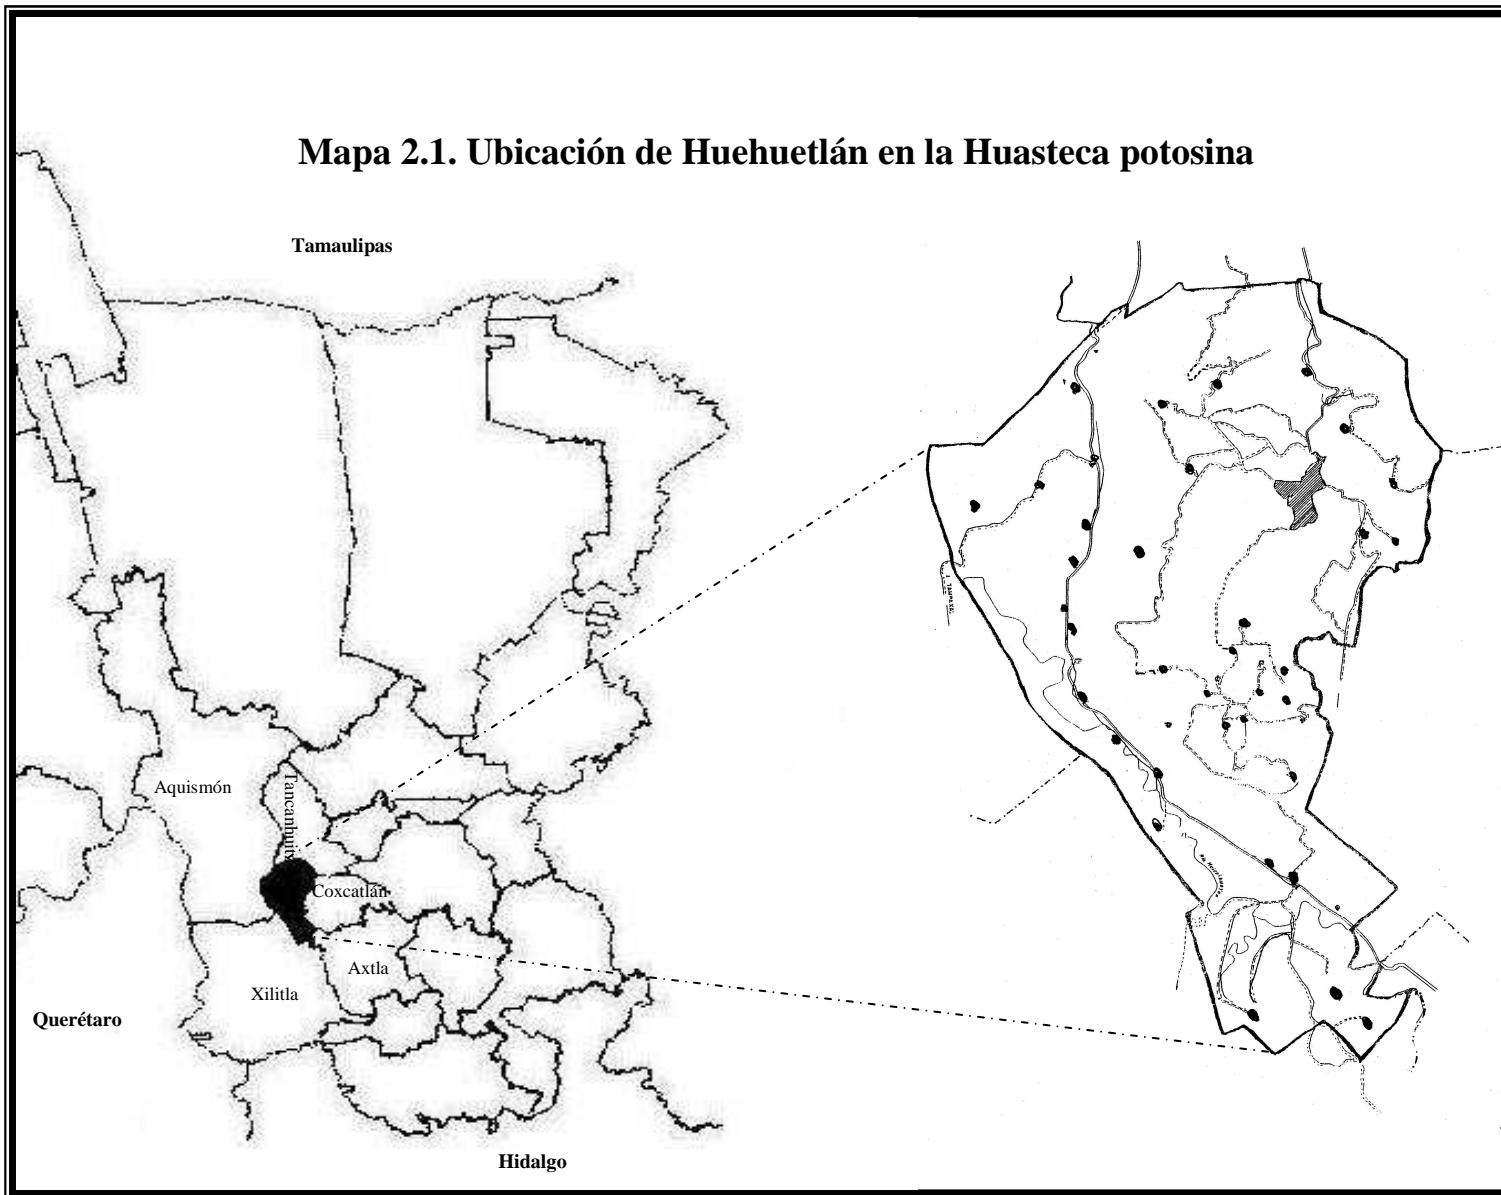 Mapa 2.1. Ubicación de Huehuetlán en la Huasteca potosina
Tamaulipas
Aquismón
Tancanhuitz
Coxcatlán
Axtla
Xilitla
Querétaro
Hidalgo